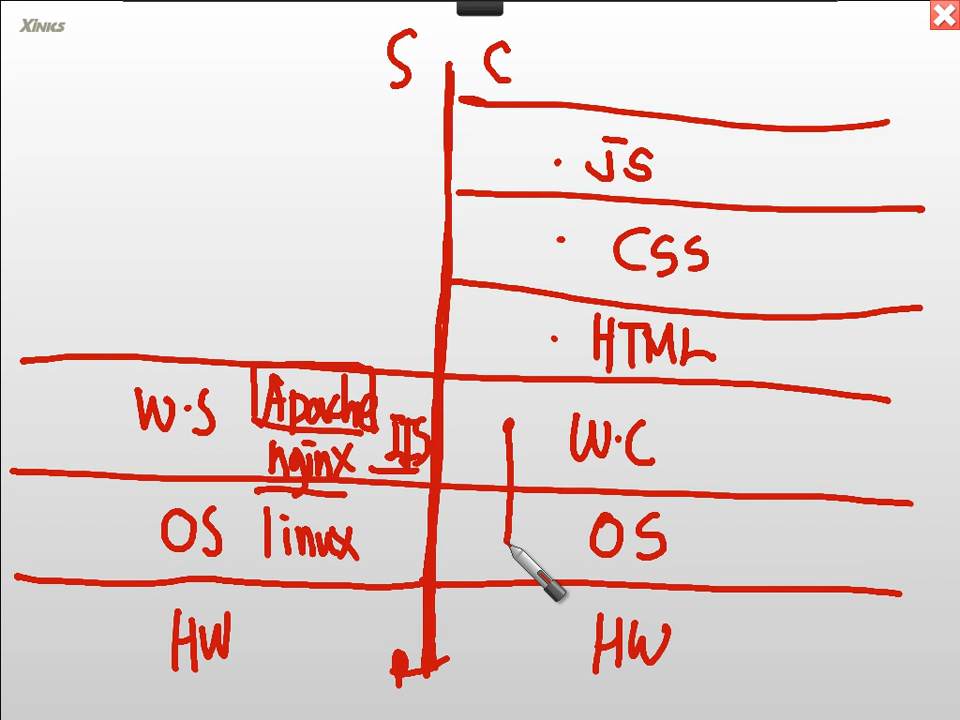 XINKS
S C
· JS
· CSS
· HTML
W·S Apache IIS W·C
nginx
OS linux OS
HW HW